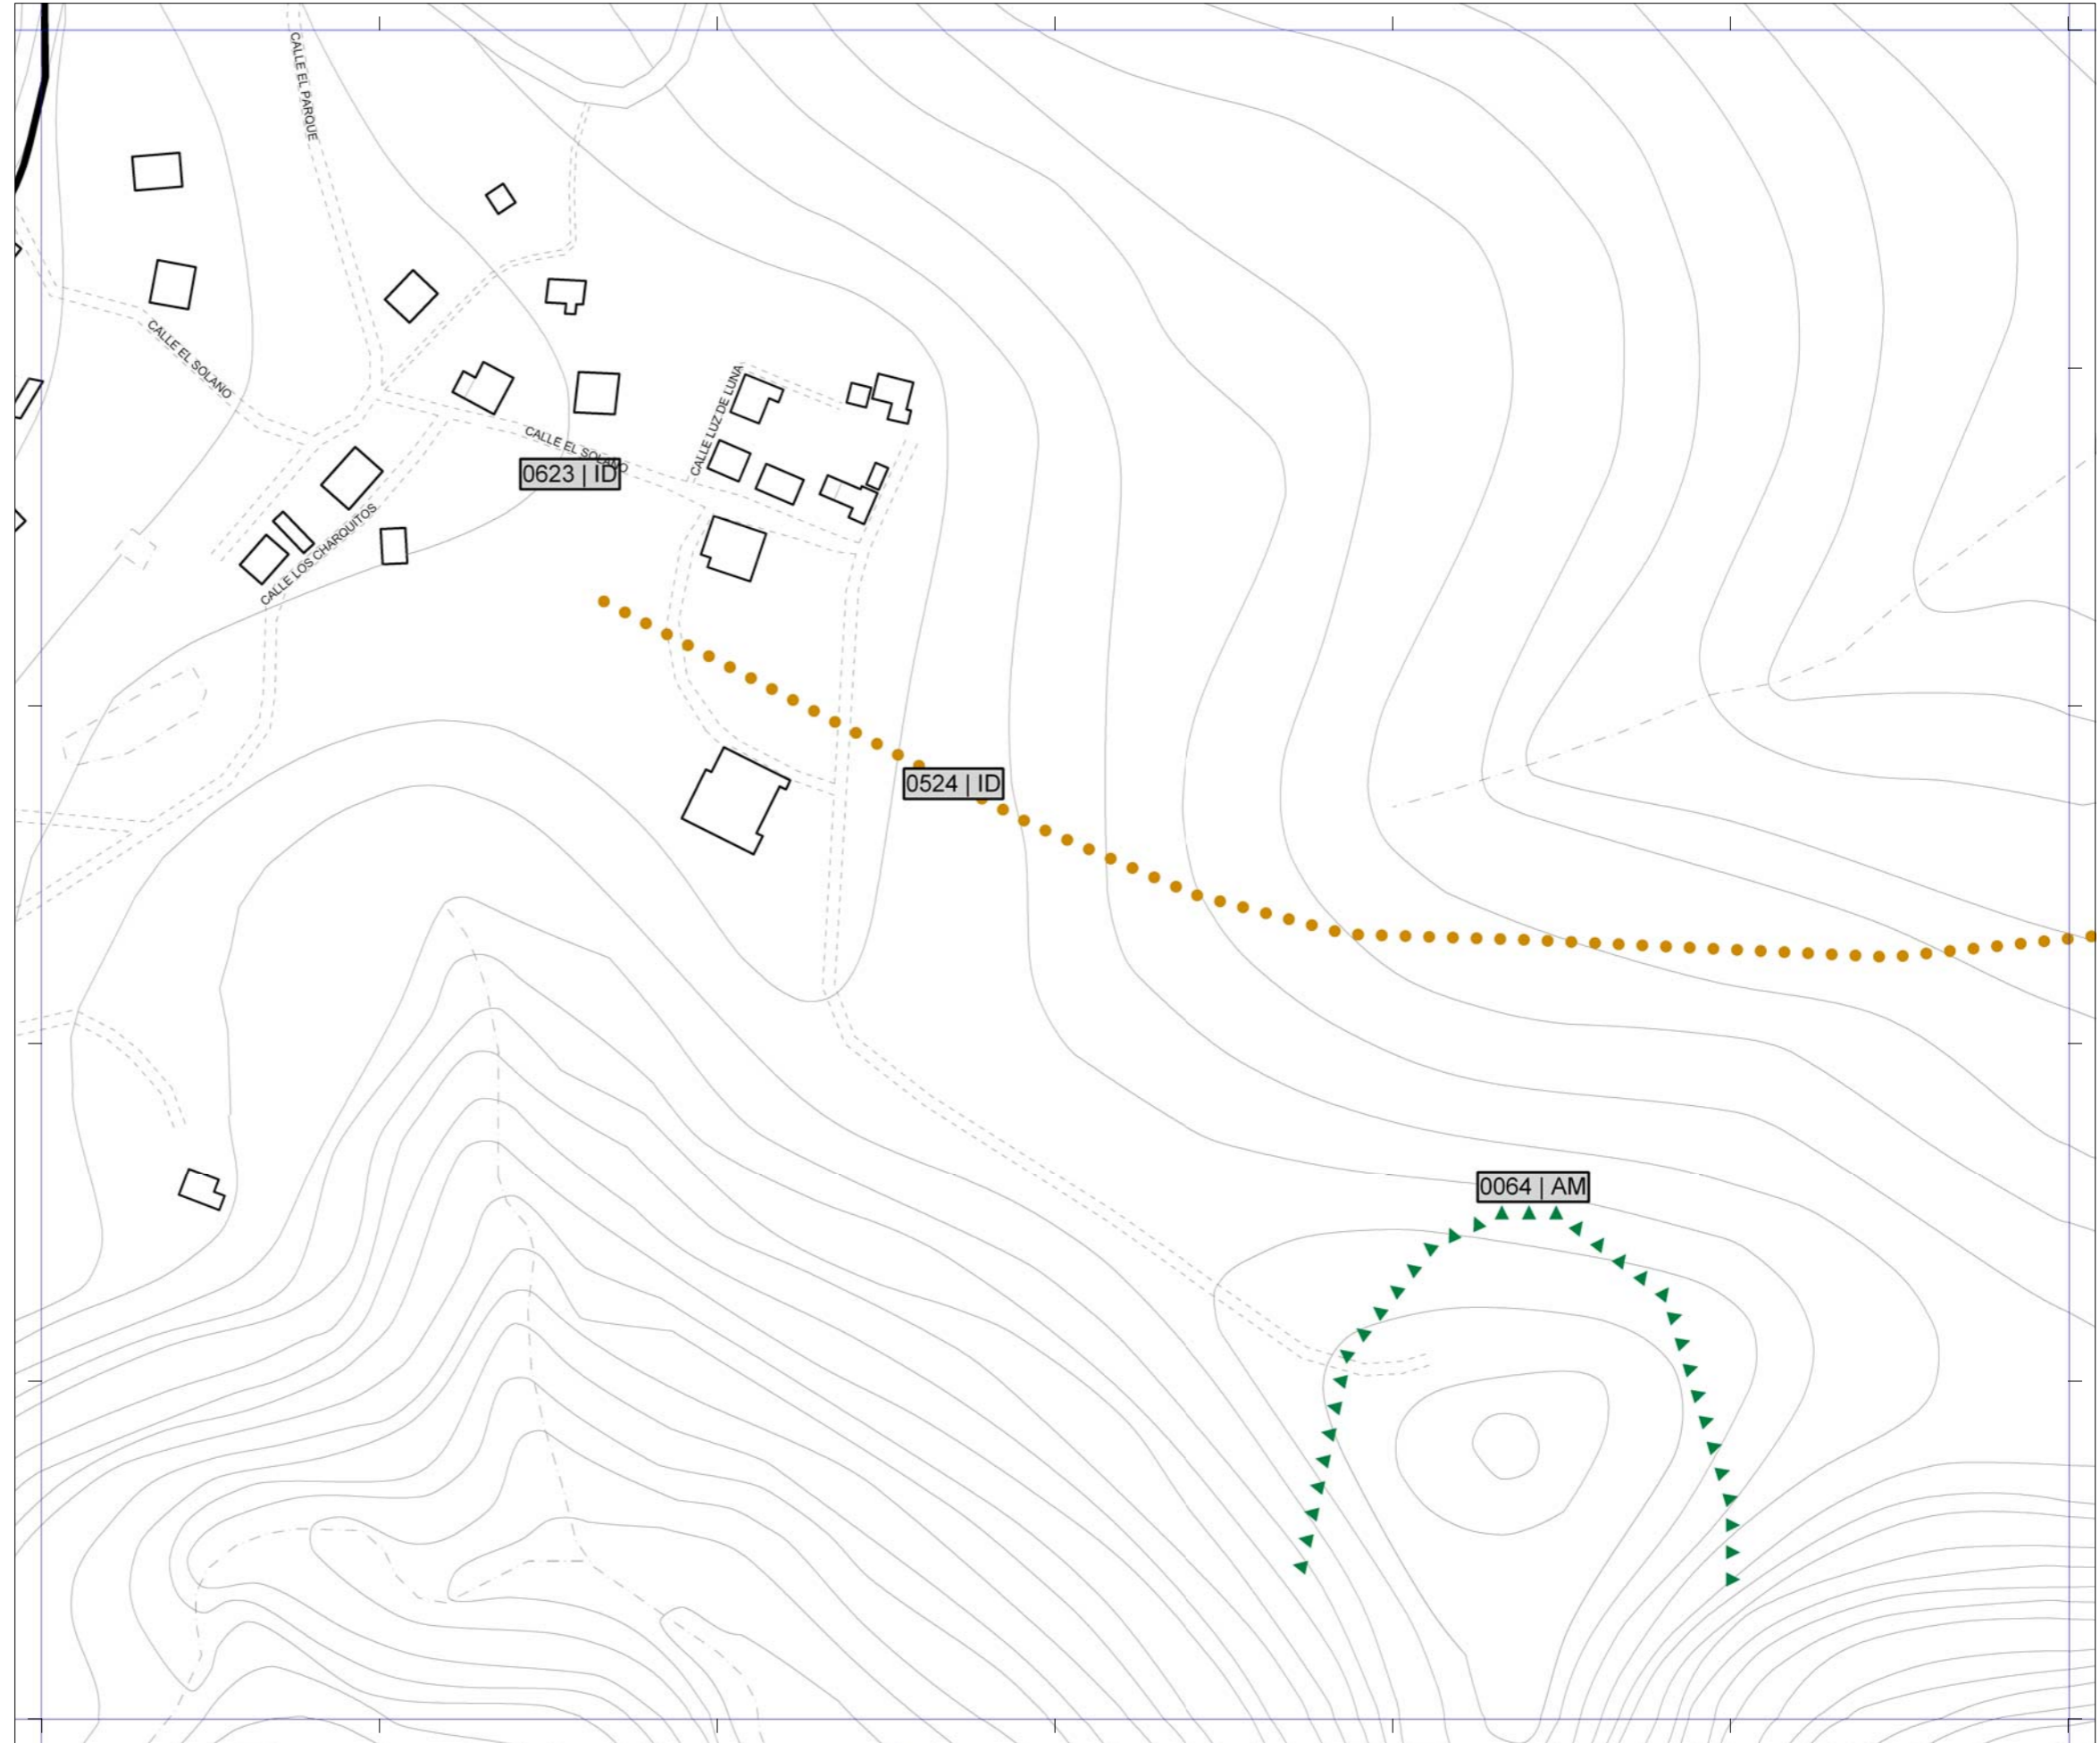 CALLE EL PARQUE
CALLE EL SOLANO
CALLE LUZ DE LUNA
CALLE EL SOLANO
0623 | ID
CALLE LOS CHARQUITOS
0524 | ID
0064 | AM